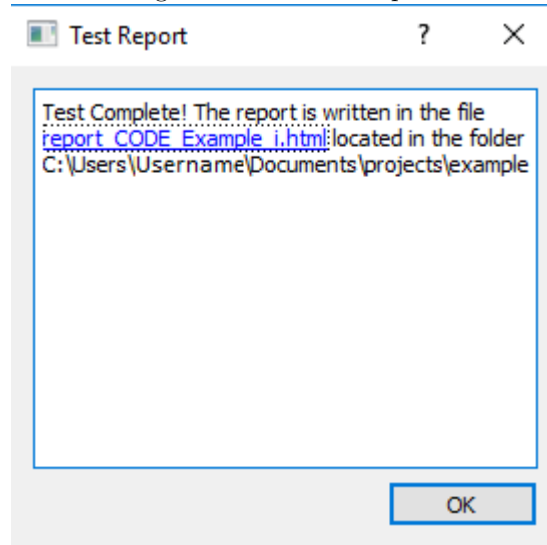 Test Report
? ×
Test Complete! The report is written in the file
report_CODE_Example_i.html located in the folder
C:\Users\Username\Documents\projects\example
OK